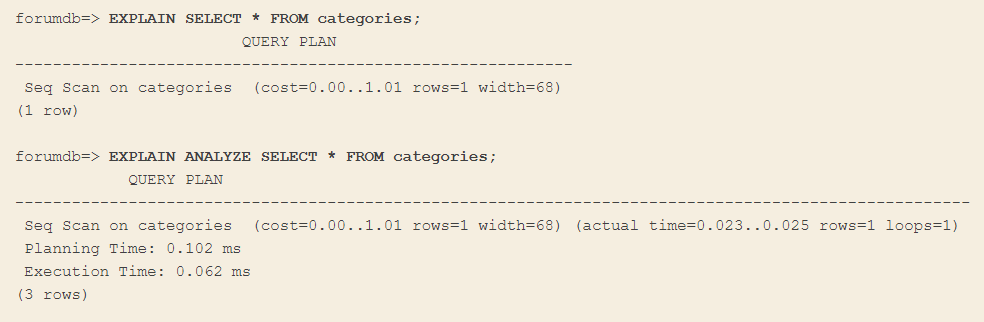 forumdb=> EXPLAIN SELECT * FROM categories;
QUERY PLAN
-----------------------------------------------------------
Seq Scan on categories  (cost=0.00..1.01 rows=1 width=68)
(1 row)
forumdb=> EXPLAIN ANALYZE SELECT * FROM categories;
QUERY PLAN
-----------------------------------------------------------------------------------------------------
Seq Scan on categories  (cost=0.00..1.01 rows=1 width=68) (actual time=0.023..0.025 rows=1 loops=1)
Planning Time: 0.102 ms
Execution Time: 0.062 ms
(3 rows)